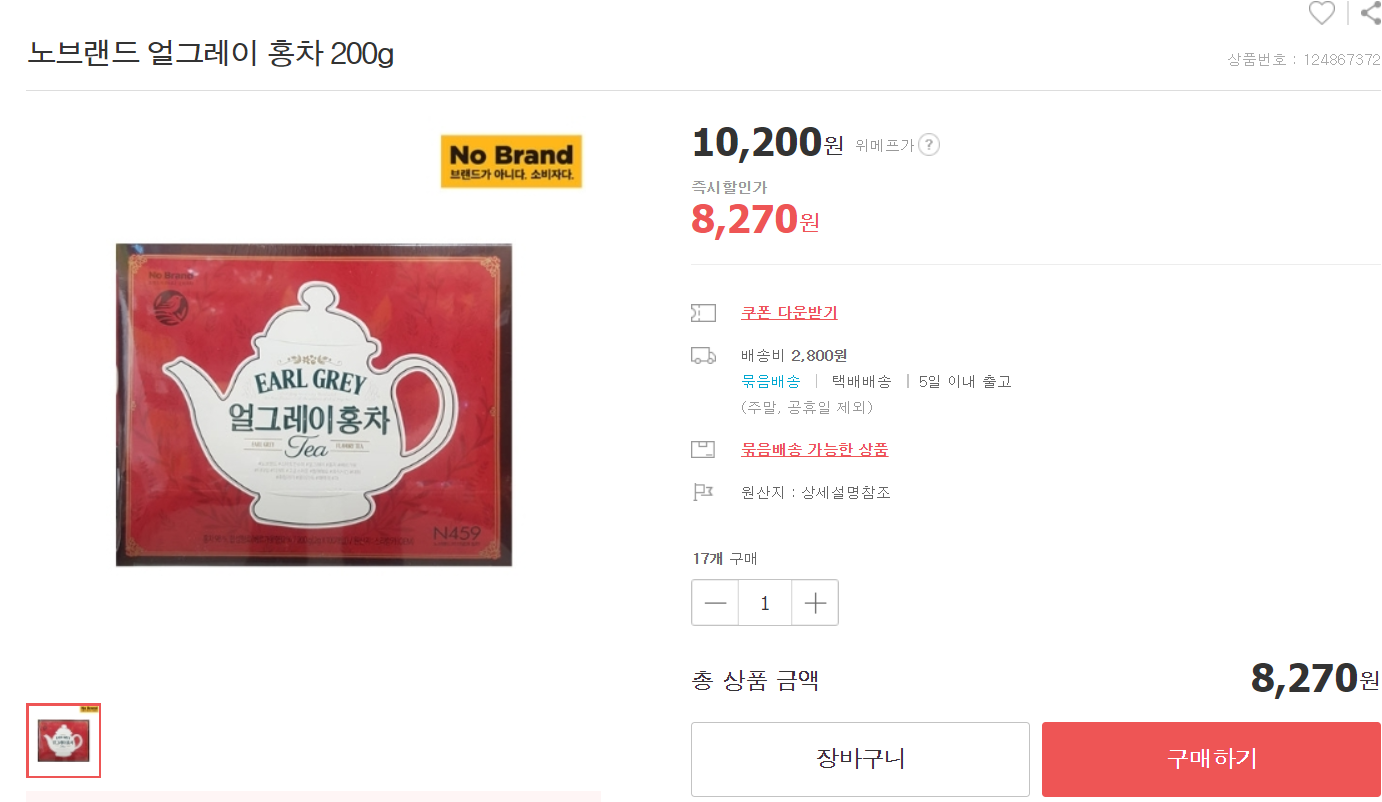 노브랜드 얼그레이 홍차 200g
상품번호 : 124867372
No Brand
브랜드가 아니다. 소비자다.
No Brand
EARL GREY
얼그레이홍차
EARL GREY
FLAVORY TEA
Tea
N459
10,200원 위메프가 ?
즉시할인가
8,270원
쿠폰 다운받기
배송비 2,800원
묶음배송 | 택배배송 | 5일 이내 출고
(주말, 공휴일 제외)
묶음배송 가능한 상품
원산지 : 상세설명참조
17개 구매
1
총 상품 금액 8,270원
장바구니 구매하기